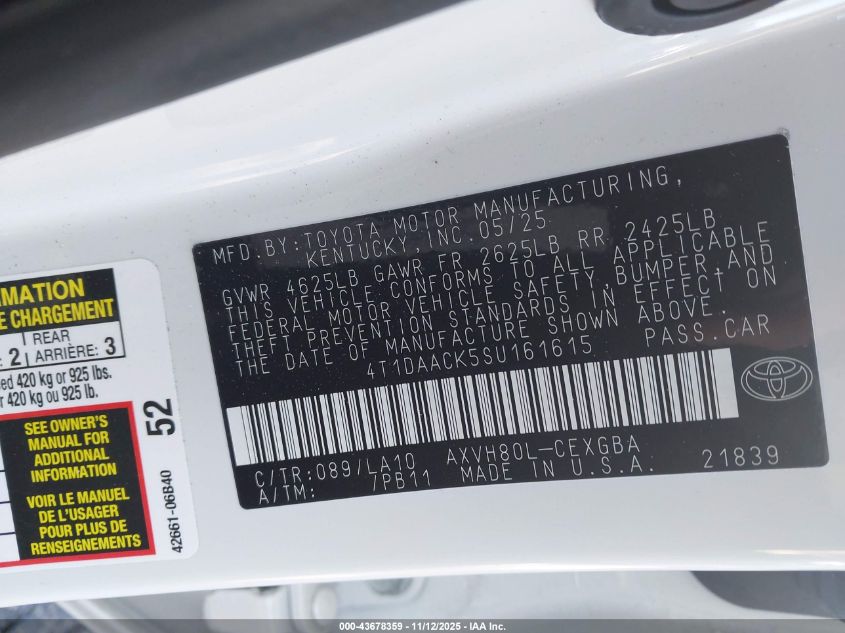 MFD.BY:TOYOTA MOTOR MANUFACTURING,
KENTUCKY,INC.05/25
GVWR 4625LB GAWR FR 2625LB RR 2425LB
THIS VEHICLE CONFORMS TO ALL APPLICABLE
FEDERAL MOTOR VEHICLE SAFETY,BUMPER,AND
THEFT PREVENTION STANDARDS IN EFFECT ON
THE DATE OF MANUFACTURE SHOWN ABOVE.
4T1DAACK5SU161615 PASS.CAR
C/TR:089/LA10 AXVH80L-CEXGBA
A/TM: /PB11 MADE IN U.S.A. 21839
E CHARGEMENT
1 REAR
2 ARRIÈRE: 3
420 kg or 925 lbs.
420 kg ou 925 lb.
SEE OWNER'S
MANUAL FOR
ADDITIONAL
INFORMATION
VOIR LE MANUEL
DE L'USAGER
POUR PLUS DE
RENSEIGNEMENTS
52
42661-06B40
000-43678359 - 11/12/2025 - IAA Inc.